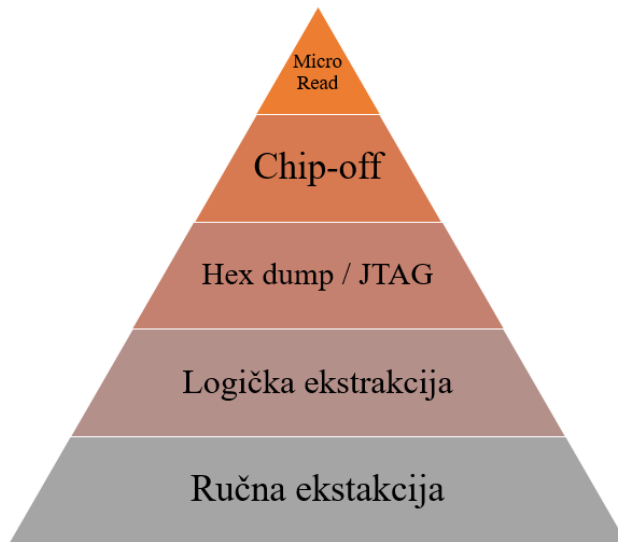 Micro
Read
Chip-off
Hex dump / JTAG
Logička ekstrakcija
Ručna ekstakcija